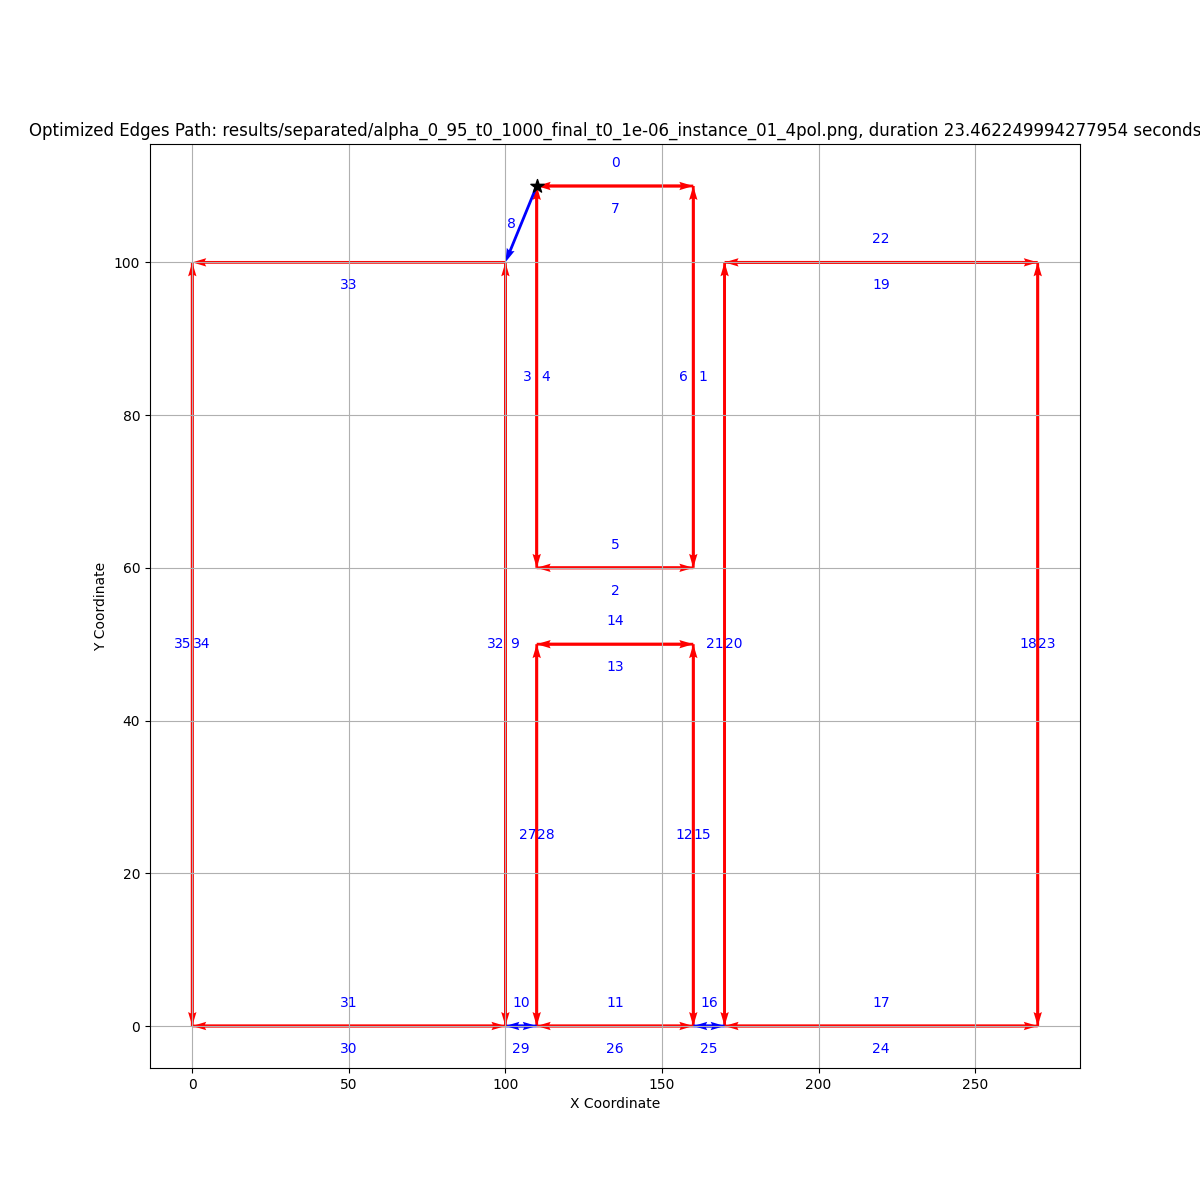 Optimized Edges Path: results/separated/alpha_0_95_t0_1000_final_t0_1e-06_instance_01_4pol.png, duration 23.462249994277954 seconds
0
7
8
22
100
33
19
80
3 4 6 1
60
5
2
14
Y Coordinate
35 34 32 9 21 20 18 23
13
40
27 28 12 15
20
31 10 11 16 17
0
30 29 26 25 24
0 50 100 150 200 250
X Coordinate